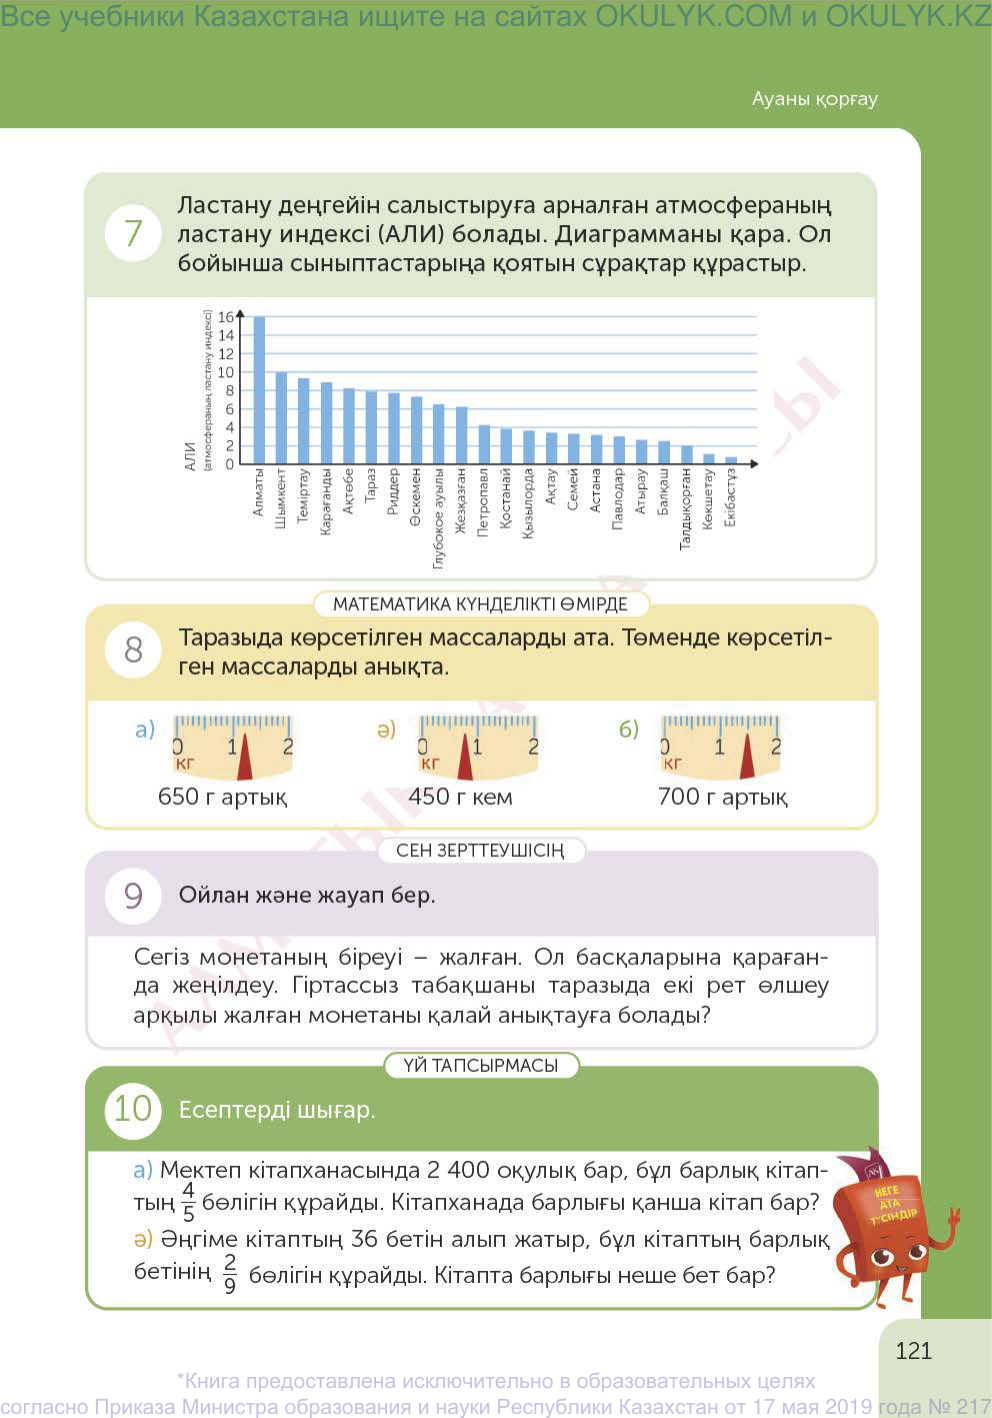 Все учебники Казахстана ищите на сайтах OKULYK.COM и OKULYK.KZ
Ауаны қорғау
7
Ластану деңгейін салыстыруға арналған атмосфераның
ластану индексі (АЛИ) болады. Диаграмманы қара. Ол
бойынша сыныптастарыңа қоятын сұрақтар құрастыр.
АЛИ
(атмосфераның ластану индексі)
16
14
12
10
8
6
4
2
0
Алматы
Шымкент
Теміртау
Қарағанды
Ақтөбе
Тараз
Риддер
Өскемен
Глубокое ауылы
Жезқазған
Петропавл
Қостанай
Қызылорда
Ақтау
Семей
Астана
Павлодар
Атырау
Балқаш
Талдықорған
Көкшетау
Екібастұз
МАТЕМАТИКА КҮНДЕЛІКТІ ӨМІРДЕ
8
Таразыда көрсетілген массаларды ата. Төменде көрсетіл-
ген массаларды анықта.
а) 0 1 2
кг
650 г артық
ә) 0 1 2
кг
450 г кем
б) 0 1 2
кг
700 г артық
СЕН ЗЕРТТЕУШІСІҢ
9
Ойлан және жауап бер.
Сегіз монетаның біреуі – жалған. Ол басқаларына қараған-
да жеңілдеу. Гіртассыз табақшаны таразыда екі рет өлшеу
арқылы жалған монетаны қалай анықтауға болады?
ҮЙ ТАПСЫРМАСЫ
10
Есептерді шығар.
а) Мектеп кітапханасында 2 400 оқулық бар, бұл барлық кітап-
тың 4/5 бөлігін құрайды. Кітапханада барлығы қанша кітап бар?
ә) Әңгіме кітаптың 36 бетін алып жатыр, бұл кітаптың барлық
бетінің 2/9 бөлігін құрайды. Кітапта барлығы неше бет бар?
НЕГЕ
АТА
ТҮСІНДІР
121
*Книга предоставлена исключительно в образовательных целях
согласно Приказа Министра образования и науки Республики Казахстан от 17 мая 2019 года № 217